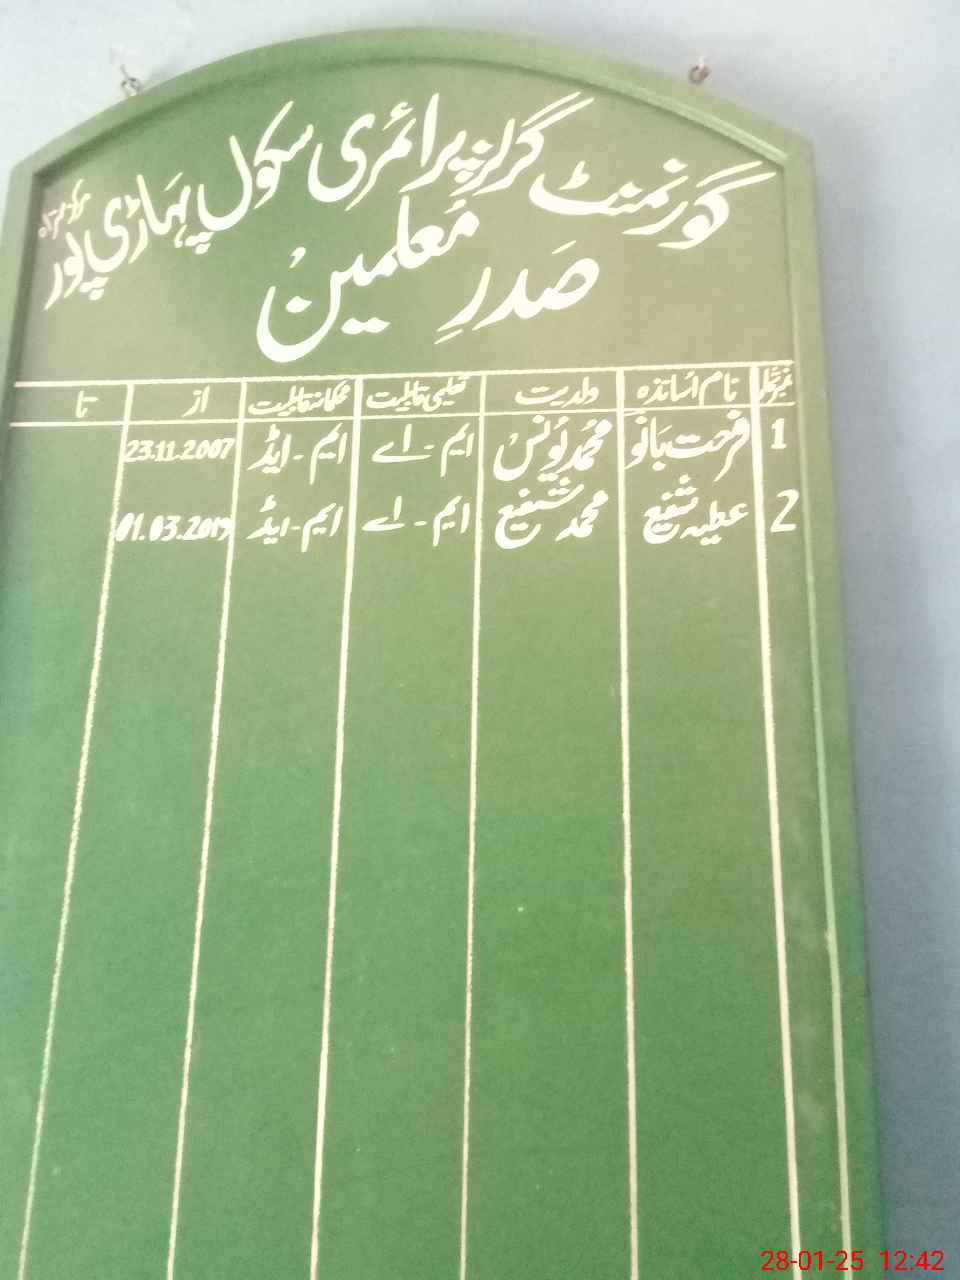 گورنمنٹ گرلز پرائمری سکول پہاڑی پور
صدرِ معلمین
نمبر شمار نام اساتذہ ولدیت تعلیمی قابلیت محکمانہ قابلیت از تا
1 فرحت بانو محمد یونس ایم-اے ایم-ایڈ 23.11.2007
2 عطیہ شفیع محمد شفیع ایم-اے ایم-ایڈ 01.03.2019
28-01-25 12:42